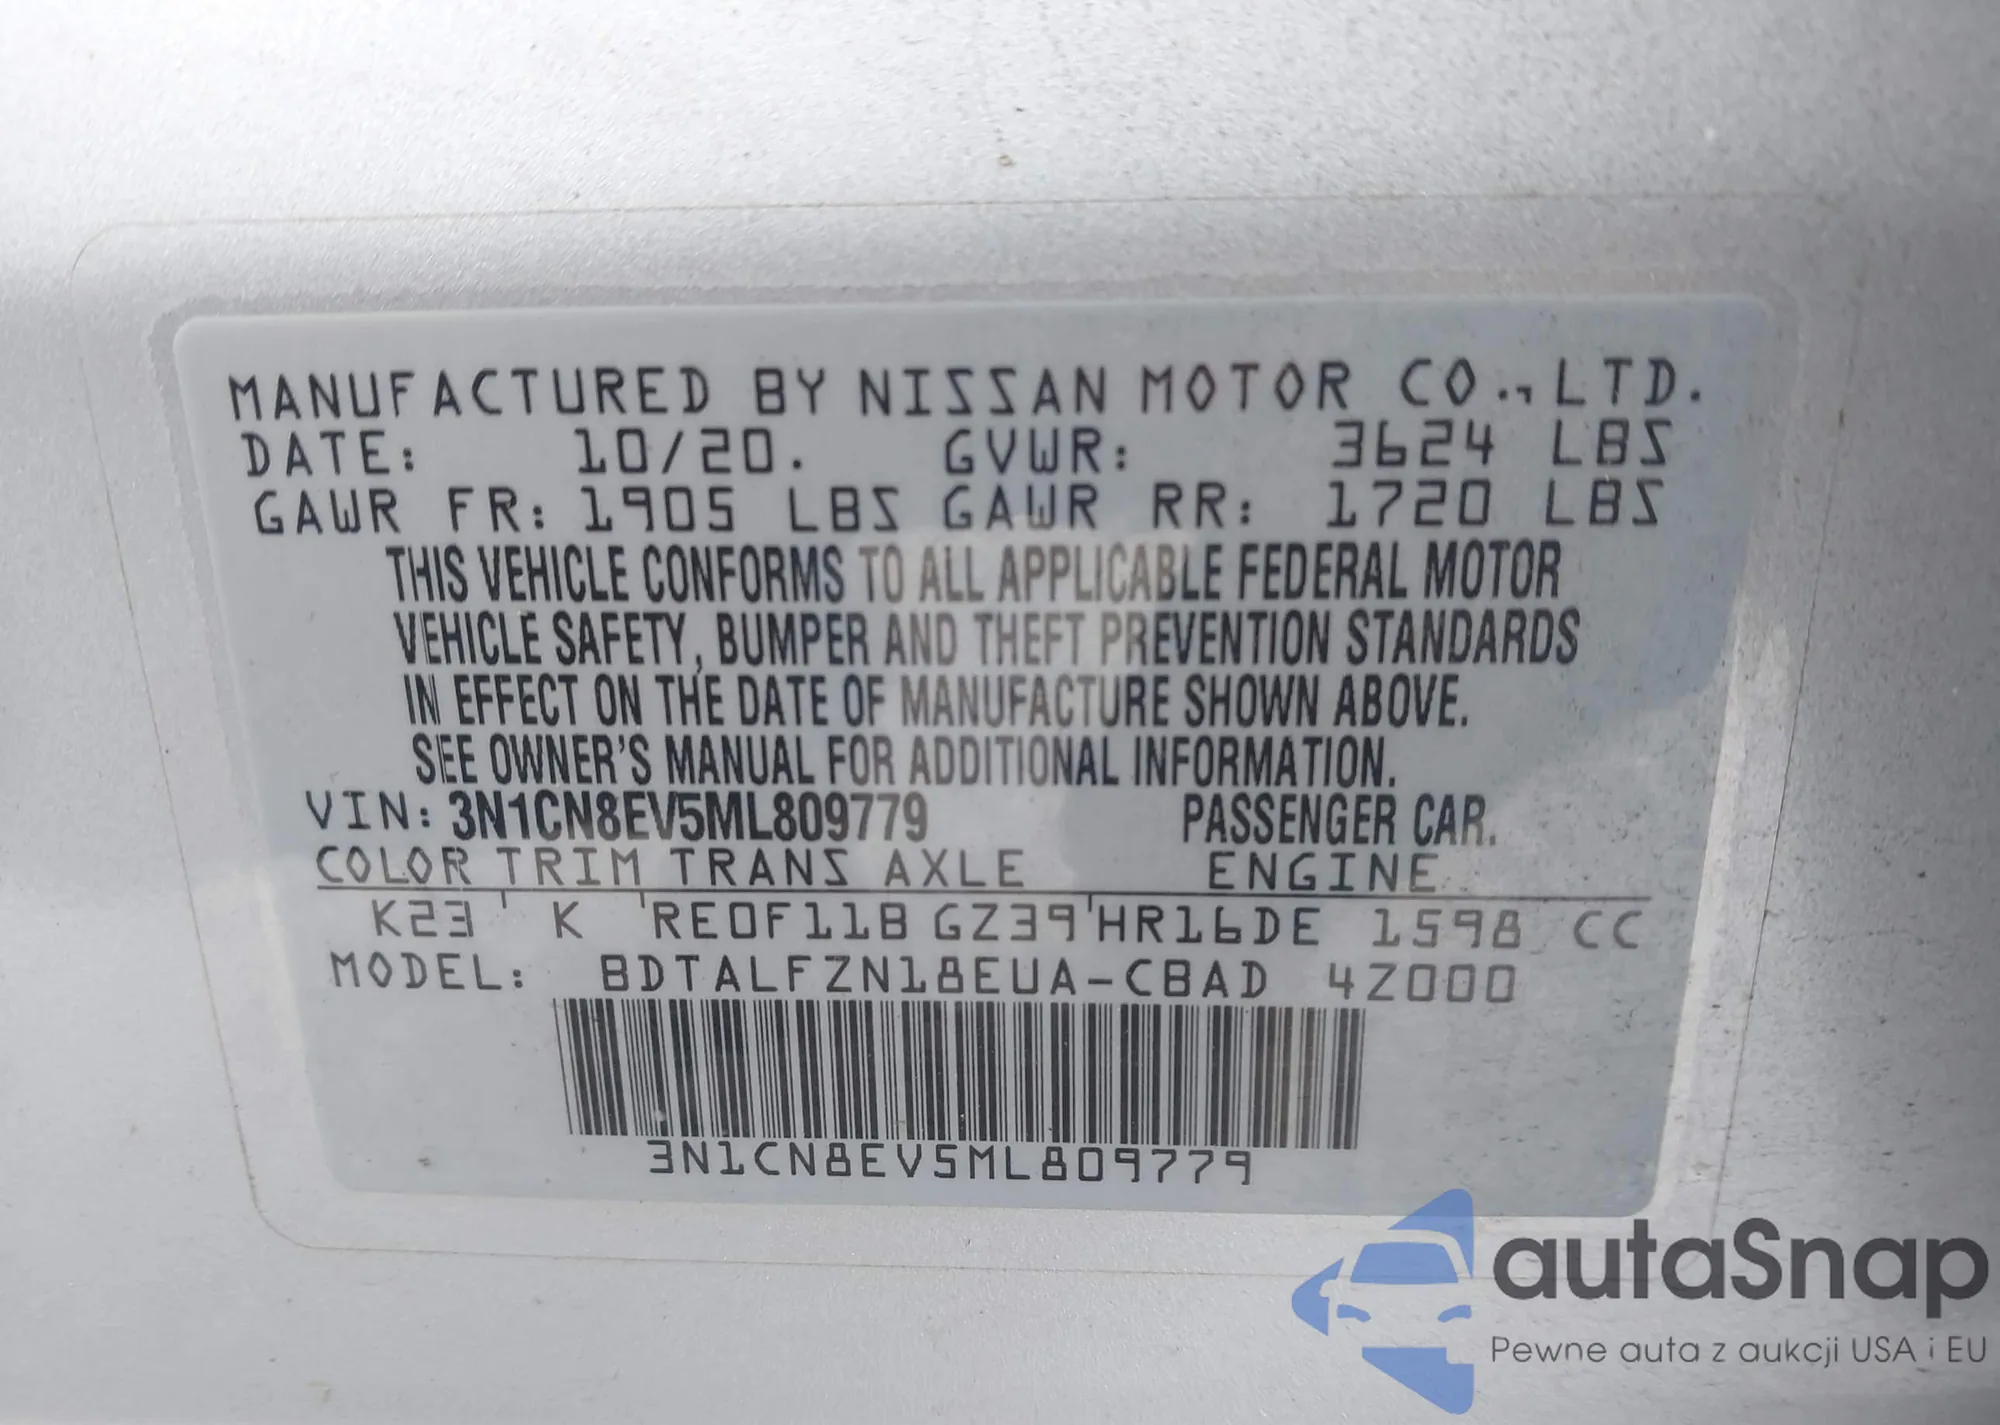 MANUFACTURED BY NISSAN MOTOR CO.,LTD.
DATE: 10/20. GVWR: 3624 LBS
GAWR FR: 1905 LBS GAWR RR: 1720 LBS
THIS VEHICLE CONFORMS TO ALL APPLICABLE FEDERAL MOTOR
VEHICLE SAFETY, BUMPER AND THEFT PREVENTION STANDARDS
IN EFFECT ON THE DATE OF MANUFACTURE SHOWN ABOVE.
SEE OWNER'S MANUAL FOR ADDITIONAL INFORMATION.
VIN: 3N1CN8EV5ML809779 PASSENGER CAR.
COLOR TRIM TRANS AXLE ENGINE
K23 K RE0F11B GZ39 HR16DE 1598 CC
MODEL: BDTALFZN18EUA-CBAD 4Z000
3N1CN8EV5ML809779
autaSnap
Pewne auta z aukcji USA i EU